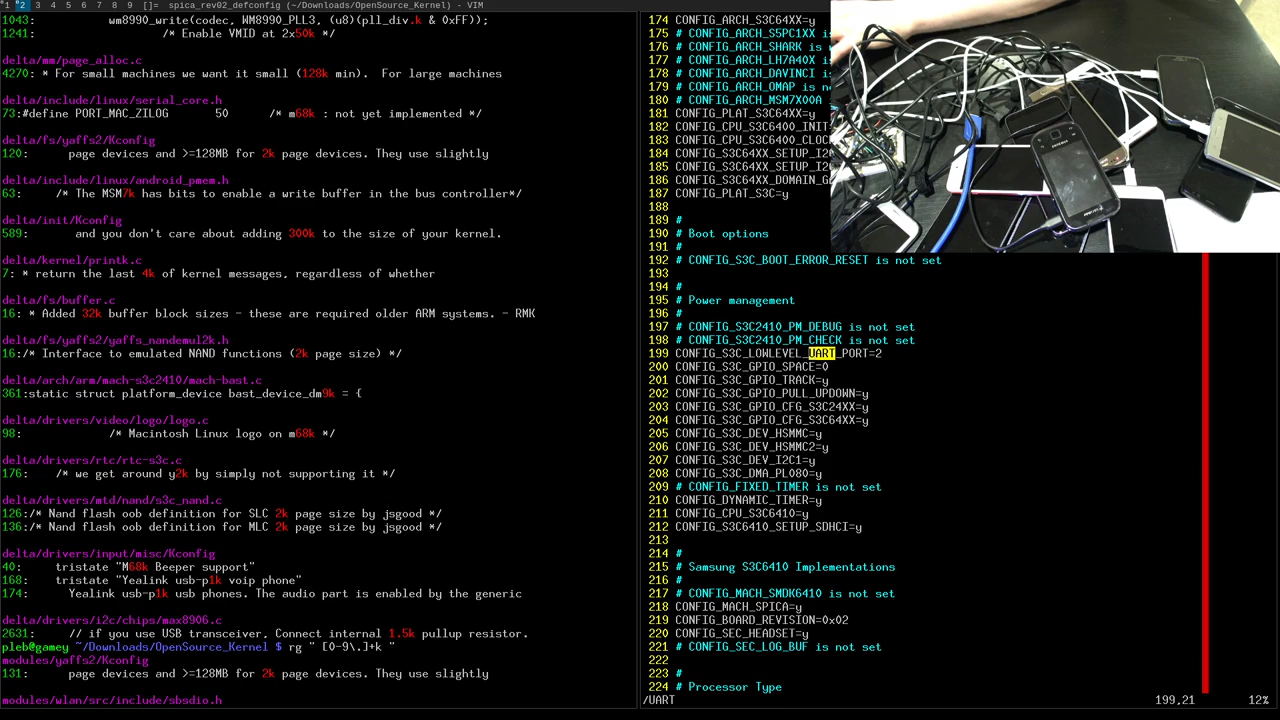 1 2 3 4 5 6 7 8 9 []= spica_rev02_defconfig (~/Downloads/OpenSource_Kernel) - VIM
1043: wm8990_write(codec, WM8990_PLL3, (u8)(pll_div.k & 0xFF));
1241: /* Enable VMID at 2x50k */
delta/mm/page_alloc.c
4270: * For small machines we want it small (128k min).  For large machines
delta/include/linux/serial_core.h
73:#define PORT_MAC_ZILOG 50 /* m68k : not yet implemented */
delta/fs/yaffs2/Kconfig
120: page devices and >=128MB for 2k page devices. They use slightly
delta/include/linux/android_pmem.h
63: /* The MSM7k has bits to enable a write buffer in the bus controller*/
delta/init/Kconfig
589: and you don't care about adding 300k to the size of your kernel.
delta/kernel/printk.c
7: * return the last 4k of kernel messages, regardless of whether
delta/fs/buffer.c
16: * Added 32k buffer block sizes - these are required older ARM systems. - RMK
delta/fs/yaffs2/yaffs_nandemul2k.h
16:/* Interface to emulated NAND functions (2k page size) */
delta/arch/arm/mach-s3c2410/mach-bast.c
361:static struct platform_device bast_device_dm9k = {
delta/drivers/video/logo/logo.c
98: /* Macintosh Linux logo on m68k */
delta/drivers/rtc/rtc-s3c.c
176: /* we get around y2k by simply not supporting it */
delta/drivers/mtd/nand/s3c_nand.c
126:/* Nand flash oob definition for SLC 2k page size by jsgood */
136:/* Nand flash oob definition for MLC 2k page size by jsgood */
delta/drivers/input/misc/Kconfig
40: tristate "M68k Beeper support"
168: tristate "Yealink usb-p1k voip phone"
174: Yealink usb-p1k usb phones. The audio part is enabled by the generic
delta/drivers/i2c/chips/max8906.c
2631: // if you use USB transceiver, Connect internal 1.5k pullup resistor.
pleb@gamey ~/Downloads/OpenSource_Kernel $ rg " [0-9\.]+k "
modules/yaffs2/Kconfig
131: page devices and >=128MB for 2k page devices. They use slightly
modules/wlan/src/include/sbsdio.h
174 CONFIG_ARCH_S3C64XX=y
175 # CONFIG_ARCH_S5PC1XX i
176 # CONFIG_ARCH_SHARK is
177 # CONFIG_ARCH_LH7A40X i
178 # CONFIG_ARCH_DAVINCI i
179 # CONFIG_ARCH_OMAP is n
180 # CONFIG_ARCH_MSM7X00A
181 CONFIG_PLAT_S3C64XX=y
182 CONFIG_CPU_S3C6400_INIT
183 CONFIG_CPU_S3C6400_CLOC
184 CONFIG_S3C64XX_SETUP_I2
185 CONFIG_S3C64XX_SETUP_I2
186 CONFIG_S3C64XX_DOMAIN_G
187 CONFIG_PLAT_S3C=y
188
189 #
190 # Boot options
191 #
192 # CONFIG_S3C_BOOT_ERROR_RESET is not set
193
194 #
195 # Power management
196 #
197 # CONFIG_S3C2410_PM_DEBUG is not set
198 # CONFIG_S3C2410_PM_CHECK is not set
199 CONFIG_S3C_LOWLEVEL_UART_PORT=2
200 CONFIG_S3C_GPIO_SPACE=0
201 CONFIG_S3C_GPIO_TRACK=y
202 CONFIG_S3C_GPIO_PULL_UPDOWN=y
203 CONFIG_S3C_GPIO_CFG_S3C24XX=y
204 CONFIG_S3C_GPIO_CFG_S3C64XX=y
205 CONFIG_S3C_DEV_HSMMC=y
206 CONFIG_S3C_DEV_HSMMC2=y
207 CONFIG_S3C_DEV_I2C1=y
208 CONFIG_S3C_DMA_PL080=y
209 # CONFIG_FIXED_TIMER is not set
210 CONFIG_DYNAMIC_TIMER=y
211 CONFIG_CPU_S3C6410=y
212 CONFIG_S3C6410_SETUP_SDHCI=y
213
214 #
215 # Samsung S3C6410 Implementations
216 #
217 # CONFIG_MACH_SMDK6410 is not set
218 CONFIG_MACH_SPICA=y
219 CONFIG_BOARD_REVISION=0x02
220 CONFIG_SEC_HEADSET=y
221 # CONFIG_SEC_LOG_BUF is not set
222
223 #
224 # Processor Type
/UART 199,21 12%